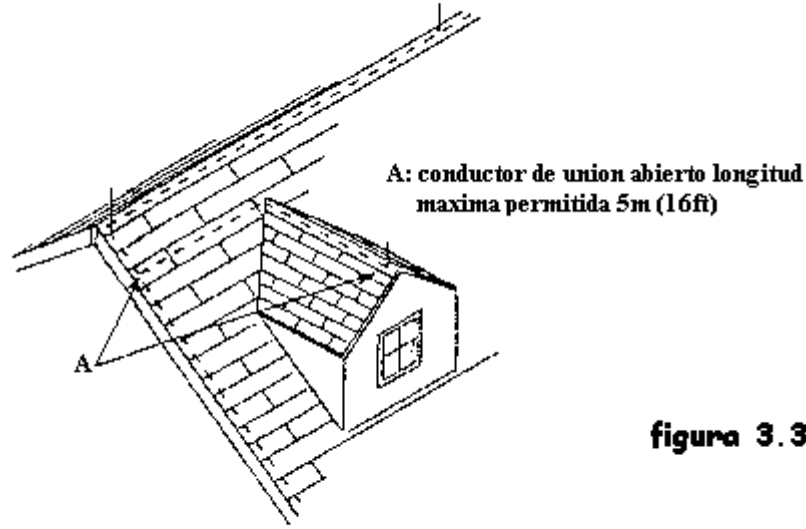 A: conductor de union abierto longitud
maxima permitida 5m (16ft)
A
figura 3.3